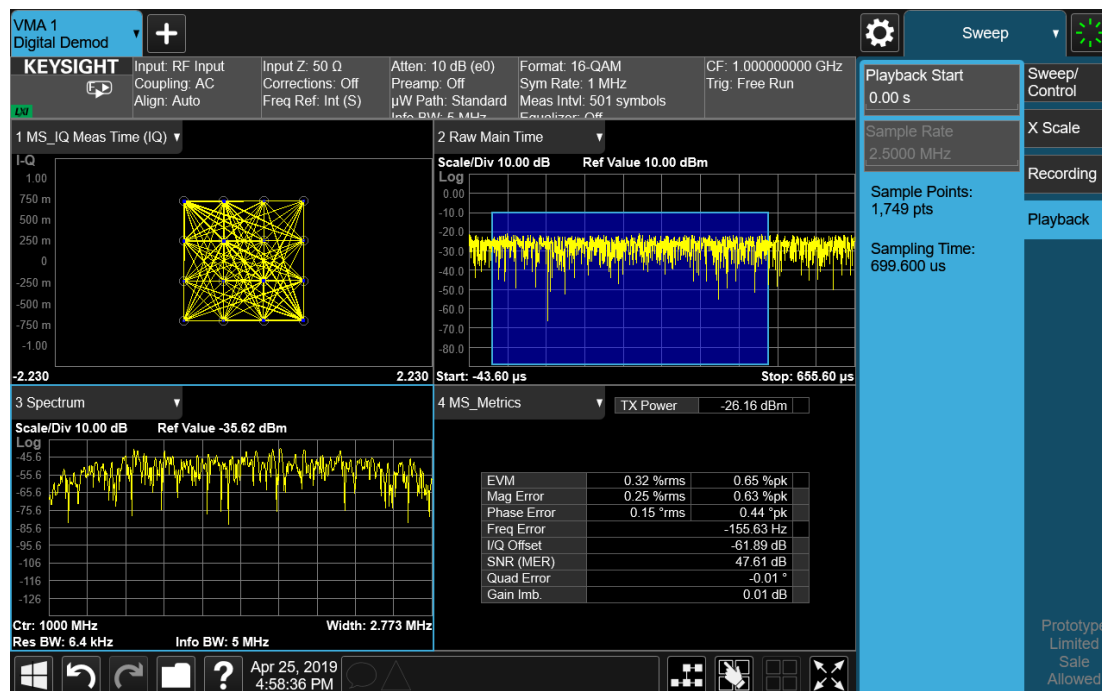 VMA 1
Digital Demod
Sweep
KEYSIGHT
LXI
Input: RF Input
Coupling: AC
Align: Auto
Input Z: 50 Ω
Corrections: Off
Freq Ref: Int (S)
Atten: 10 dB (e0)
Preamp: Off
µW Path: Standard
Info BW: 5 MHz
Format: 16-QAM
Sym Rate: 1 MHz
Meas Intvl: 501 symbols
Equalizer: Off
CF: 1.000000000 GHz
Trig: Free Run
1 MS_IQ Meas Time (IQ)
I-Q
1.00
750 m
500 m
250 m
0
-250 m
-500 m
-750 m
-1.00
-2.230
2.230
2 Raw Main Time
Scale/Div 10.00 dB
Ref Value 10.00 dBm
Log
0.00
-10.0
-20.0
-30.0
-40.0
-50.0
-60.0
-70.0
-80.0
Start: -43.60 µs
Stop: 655.60 µs
3 Spectrum
Scale/Div 10.00 dB
Ref Value -35.62 dBm
Log
-45.6
-55.6
-65.6
-75.6
-85.6
-95.6
-106
-116
-126
Ctr: 1000 MHz
Width: 2.773 MHz
Res BW: 6.4 kHz
Info BW: 5 MHz
4 MS_Metrics
TX Power -26.16 dBm
EVM 0.32 %rms 0.65 %pk
Mag Error 0.25 %rms 0.63 %pk
Phase Error 0.15 °rms 0.44 °pk
Freq Error -155.63 Hz
I/Q Offset -61.89 dB
SNR (MER) 47.61 dB
Quad Error -0.01 °
Gain Imb. 0.01 dB
Playback Start
0.00 s
Sample Rate
2.5000 MHz
Sample Points:
1,749 pts
Sampling Time:
699.600 us
Sweep/
Control
X Scale
Recording
Playback
Prototype
Limited
Sale
Allowed
?
Apr 25, 2019
4:58:36 PM